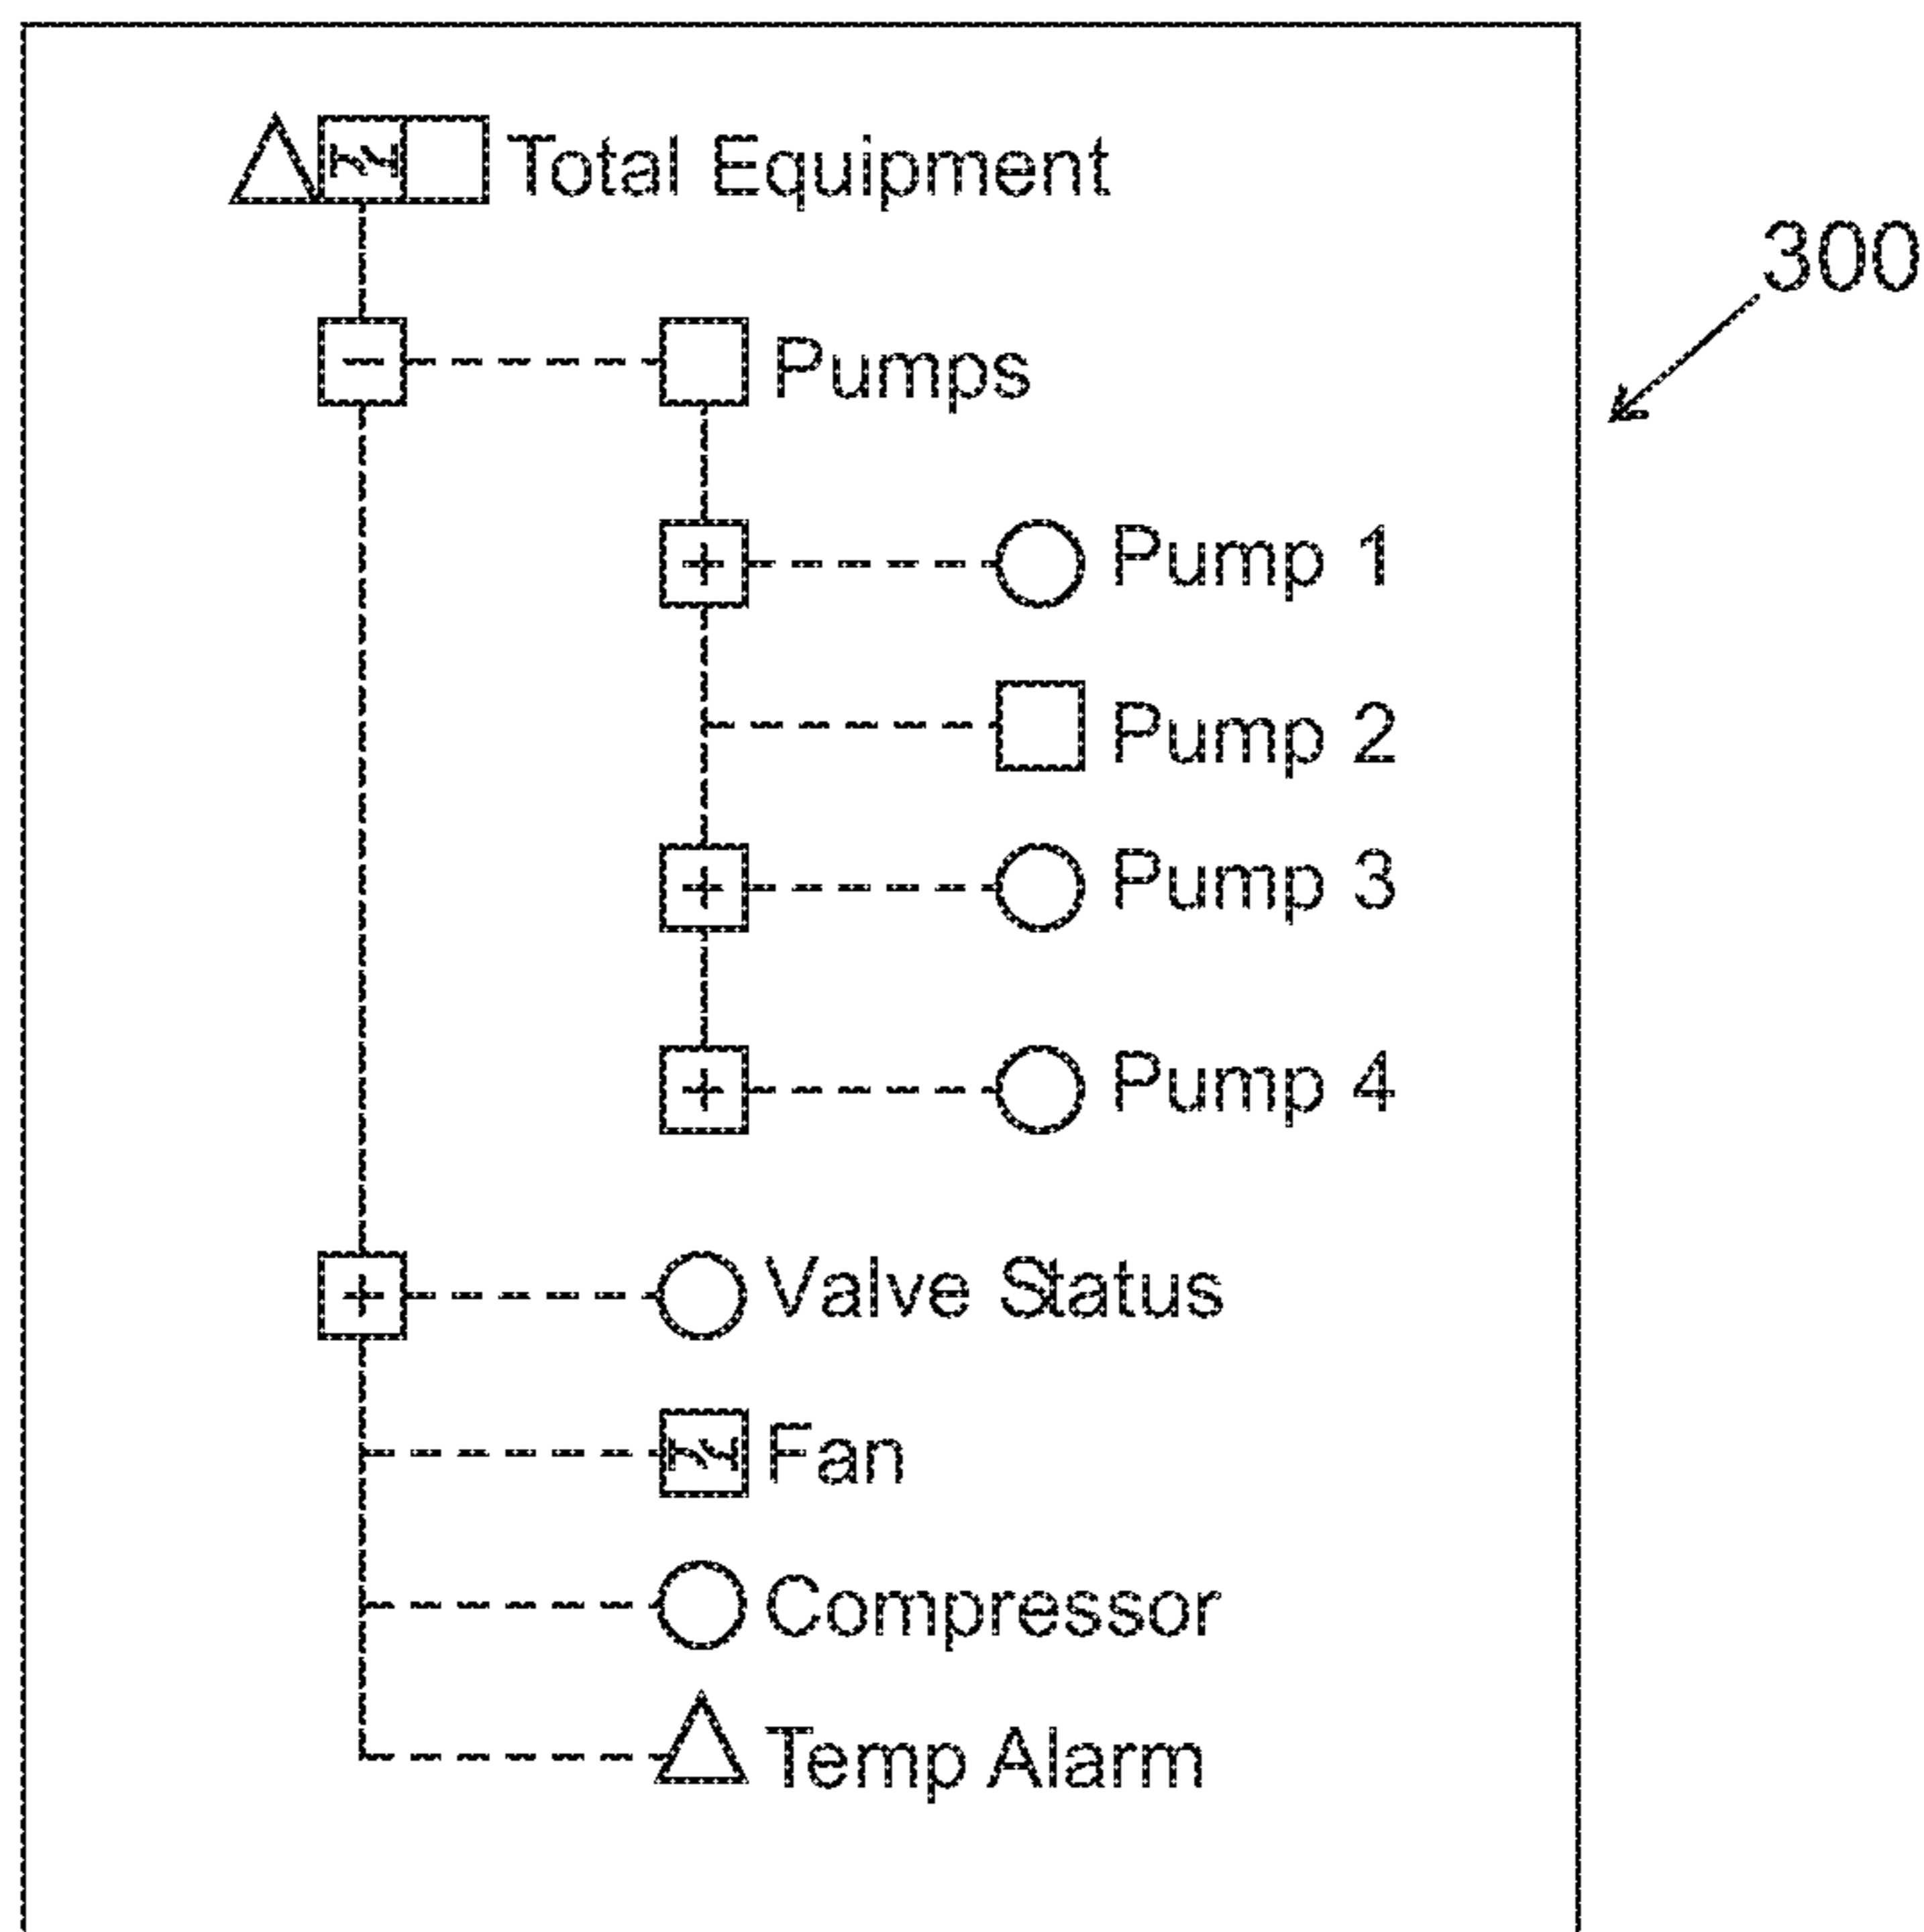 Total Equipment
300
Pumps
Pump 1
Pump 2
Pump 3
Pump 4
Valve Status
Fan
Compressor
Temp Alarm